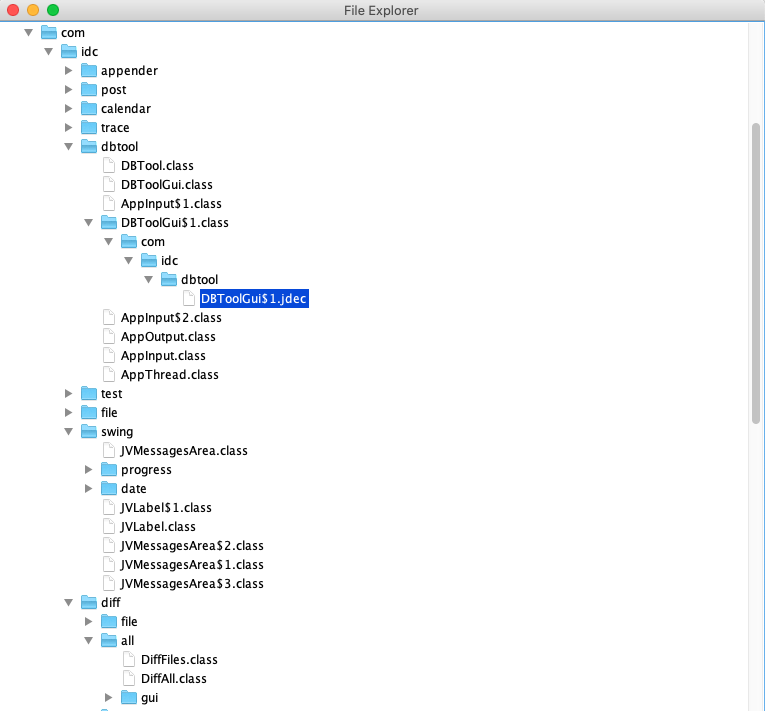 File Explorer
com
idc
appender
post
calendar
trace
dbtool
DBTool.class
DBToolGui.class
AppInput$1.class
DBToolGui$1.class
com
idc
dbtool
DBToolGui$1.jdec
AppInput$2.class
AppOutput.class
AppInput.class
AppThread.class
test
file
swing
JVMessagesArea.class
progress
date
JVLabel$1.class
JVLabel.class
JVMessagesArea$2.class
JVMessagesArea$1.class
JVMessagesArea$3.class
diff
file
all
DiffFiles.class
DiffAll.class
gui